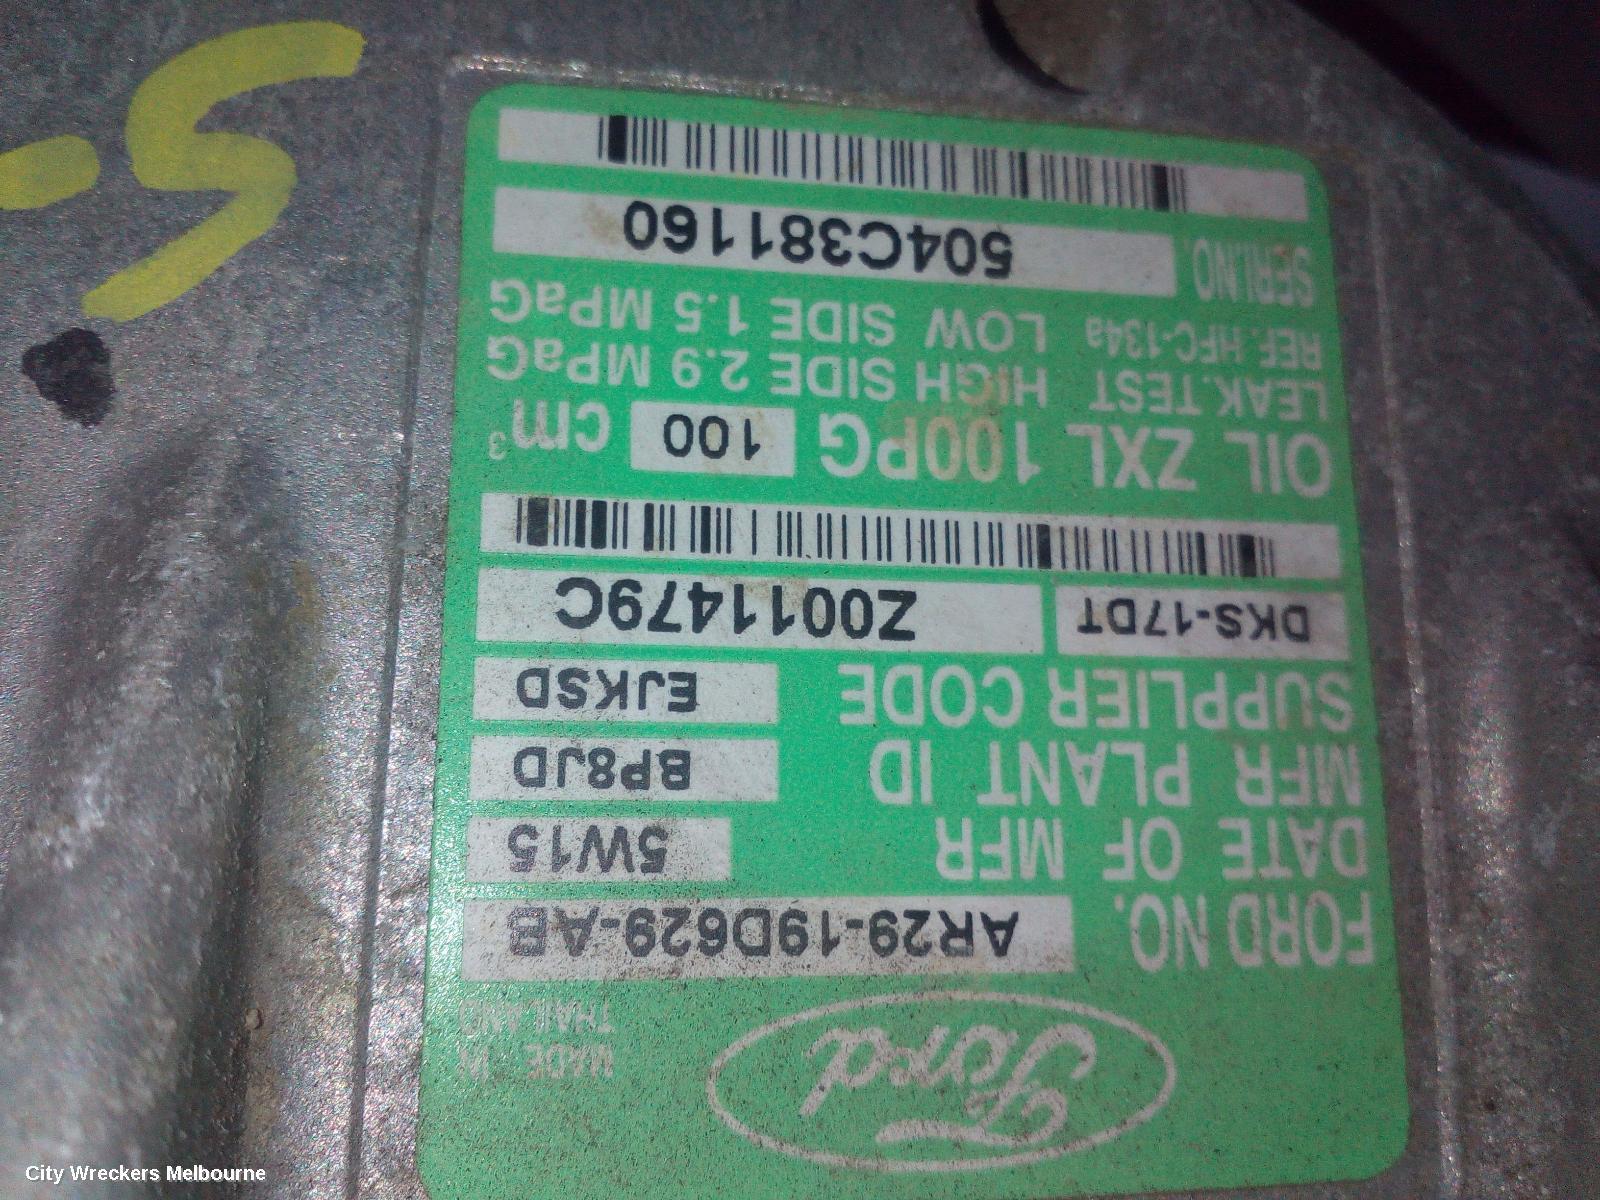 Ford
MADE IN
THAILAND
FORD NO. AR29-19D629-AB
DATE OF MFR 5W15
MFR PLANT ID BP8JD
SUPPLIER CODE EJKSD
DKS-17DT Z0011479C
OIL ZXL 100PG 100 cm³
LEAK.TEST HIGH SIDE 2.9 MPaG
REF.HFC-134a LOW SIDE 1.5 MPaG
SERI.NO. 504C381160
City Wreckers Melbourne